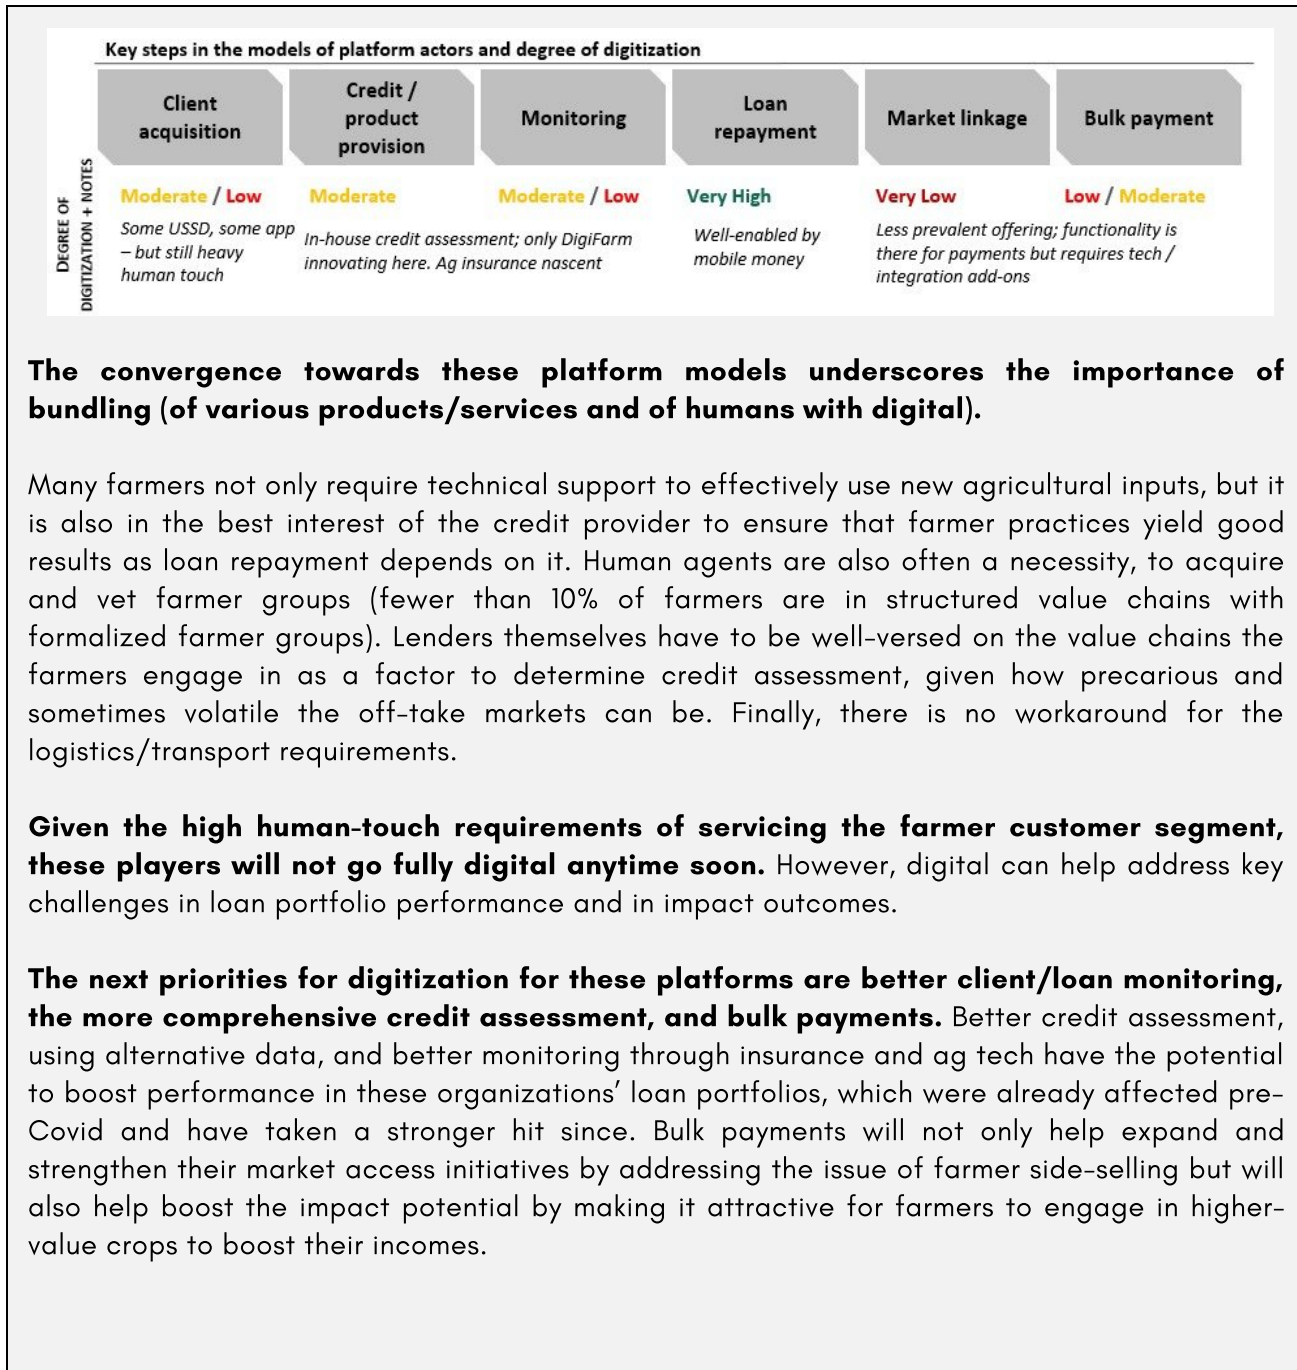 Key steps in the models of platform actors and degree of digitization
Client
acquisition
Credit /
product
provision
Monitoring
Loan
repayment
Market linkage
Bulk payment
DEGREE OF
DIGITIZATION + NOTES
Moderate / Low
Some USSD, some app
– but still heavy
human touch
Moderate
Moderate / Low
In-house credit assessment; only DigiFarm
innovating here. Ag insurance nascent
Very High
Well-enabled by
mobile money
Very Low
Low / Moderate
Less prevalent offering; functionality is
there for payments but requires tech /
integration add-ons
The convergence towards these platform models underscores the importance of
bundling (of various products/services and of humans with digital).
Many farmers not only require technical support to effectively use new agricultural inputs, but it
is also in the best interest of the credit provider to ensure that farmer practices yield good
results as loan repayment depends on it. Human agents are also often a necessity, to acquire
and vet farmer groups (fewer than 10% of farmers are in structured value chains with
formalized farmer groups). Lenders themselves have to be well-versed on the value chains the
farmers engage in as a factor to determine credit assessment, given how precarious and
sometimes volatile the off-take markets can be. Finally, there is no workaround for the
logistics/transport requirements.
Given the high human-touch requirements of servicing the farmer customer segment,
these players will not go fully digital anytime soon. However, digital can help address key
challenges in loan portfolio performance and in impact outcomes.
The next priorities for digitization for these platforms are better client/loan monitoring,
the more comprehensive credit assessment, and bulk payments. Better credit assessment,
using alternative data, and better monitoring through insurance and ag tech have the potential
to boost performance in these organizations’ loan portfolios, which were already affected pre-
Covid and have taken a stronger hit since. Bulk payments will not only help expand and
strengthen their market access initiatives by addressing the issue of farmer side-selling but will
also help boost the impact potential by making it attractive for farmers to engage in higher-
value crops to boost their incomes.